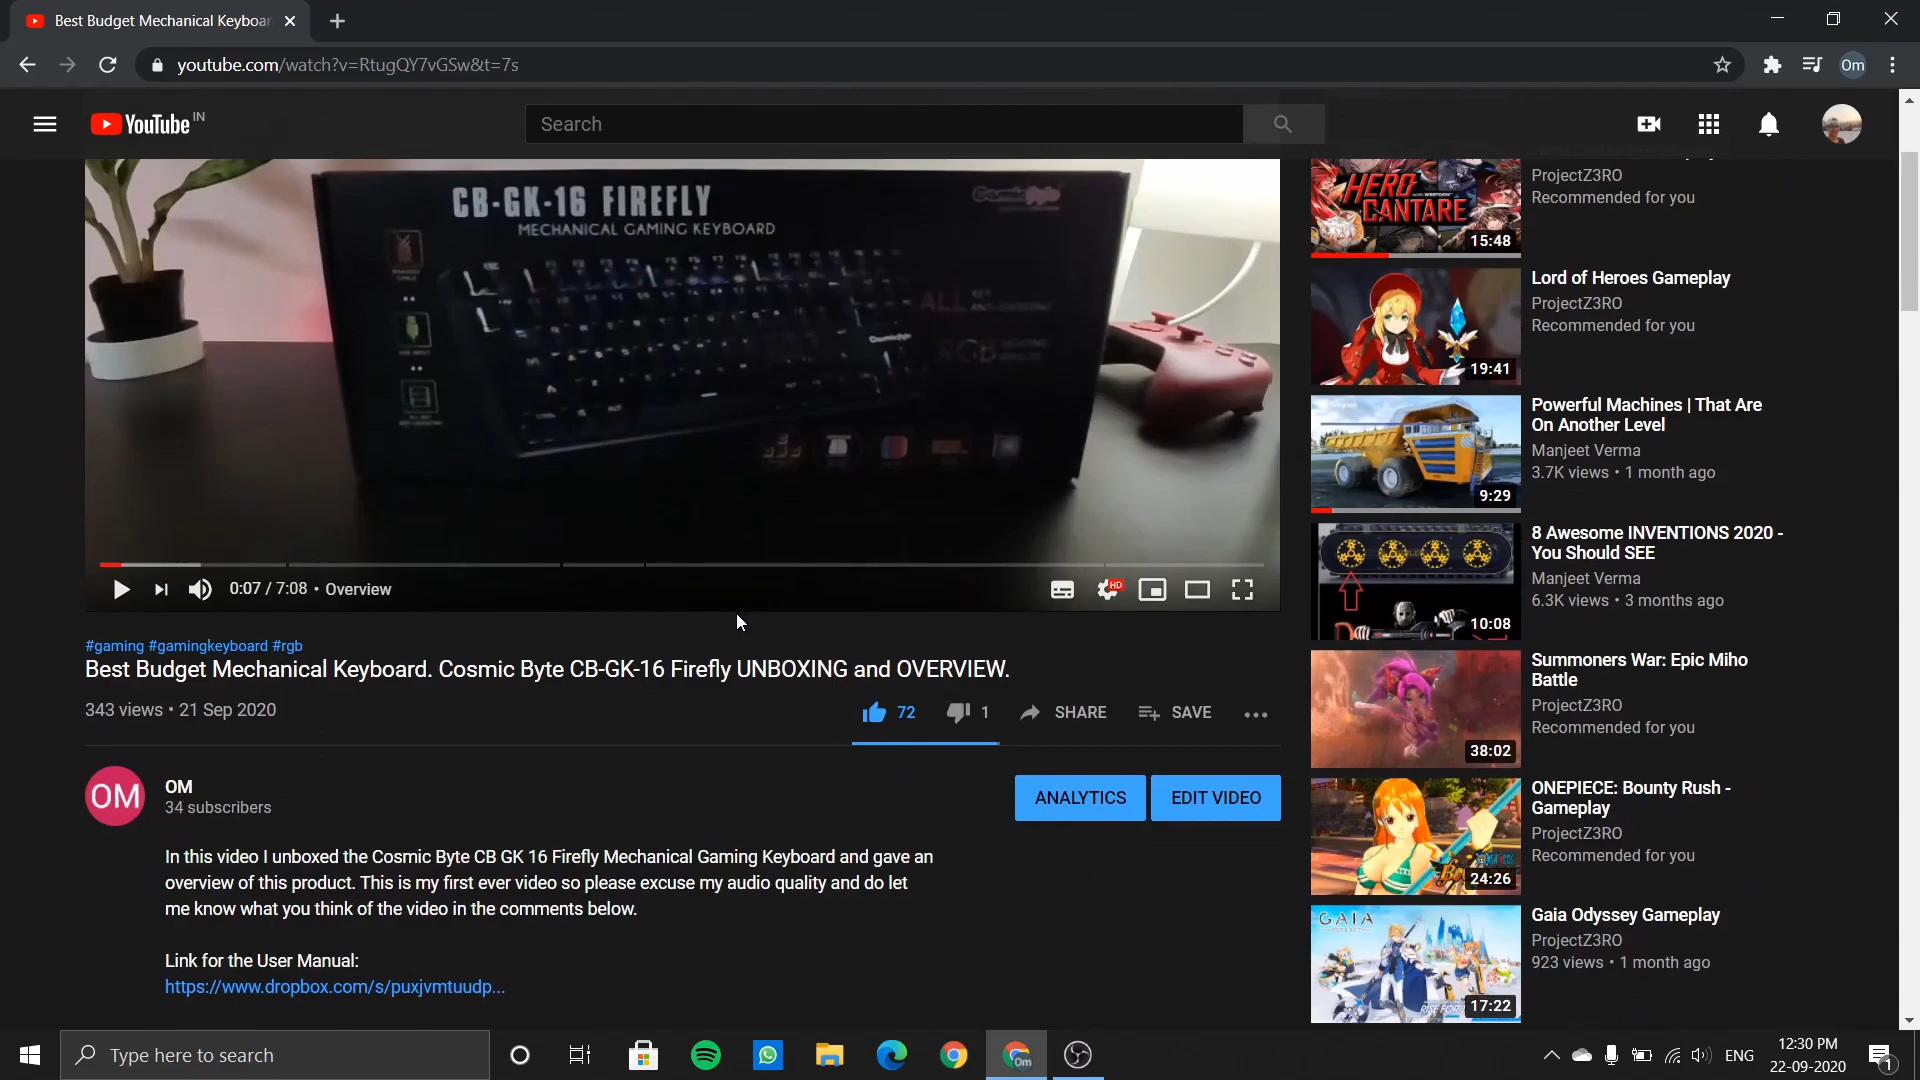 Best Budget Mechanical Keyboar
youtube.com/watch?v=RtugQY7vGSw&t=7s
Om
YouTube IN
Search
CB-GK-16 FIREFLY
MECHANICAL GAMING KEYBOARD
CosmicByte
ALL
RGB
0:07 / 7:08 • Overview
HD
#gaming #gamingkeyboard #rgb
Best Budget Mechanical Keyboard. Cosmic Byte CB-GK-16 Firefly UNBOXING and OVERVIEW.
343 views • 21 Sep 2020
72
1
SHARE
SAVE
OM
OM
34 subscribers
ANALYTICS
EDIT VIDEO
In this video I unboxed the Cosmic Byte CB GK 16 Firefly Mechanical Gaming Keyboard and gave an
overview of this product. This is my first ever video so please excuse my audio quality and do let
me know what you think of the video in the comments below.
Link for the User Manual:
https://www.dropbox.com/s/puxjvmtuudp...
HERO
CANTARE
15:48
ProjectZ3RO
Recommended for you
19:41
Lord of Heroes Gameplay
ProjectZ3RO
Recommended for you
9:29
Powerful Machines | That Are
On Another Level
Manjeet Verma
3.7K views • 1 month ago
10:08
8 Awesome INVENTIONS 2020 -
You Should SEE
Manjeet Verma
6.3K views • 3 months ago
38:02
Summoners War: Epic Miho
Battle
ProjectZ3RO
Recommended for you
24:26
ONEPIECE: Bounty Rush -
Gameplay
ProjectZ3RO
Recommended for you
GAIA
17:22
Gaia Odyssey Gameplay
ProjectZ3RO
923 views • 1 month ago
Type here to search
Om
ENG
12:30 PM
22-09-2020
1